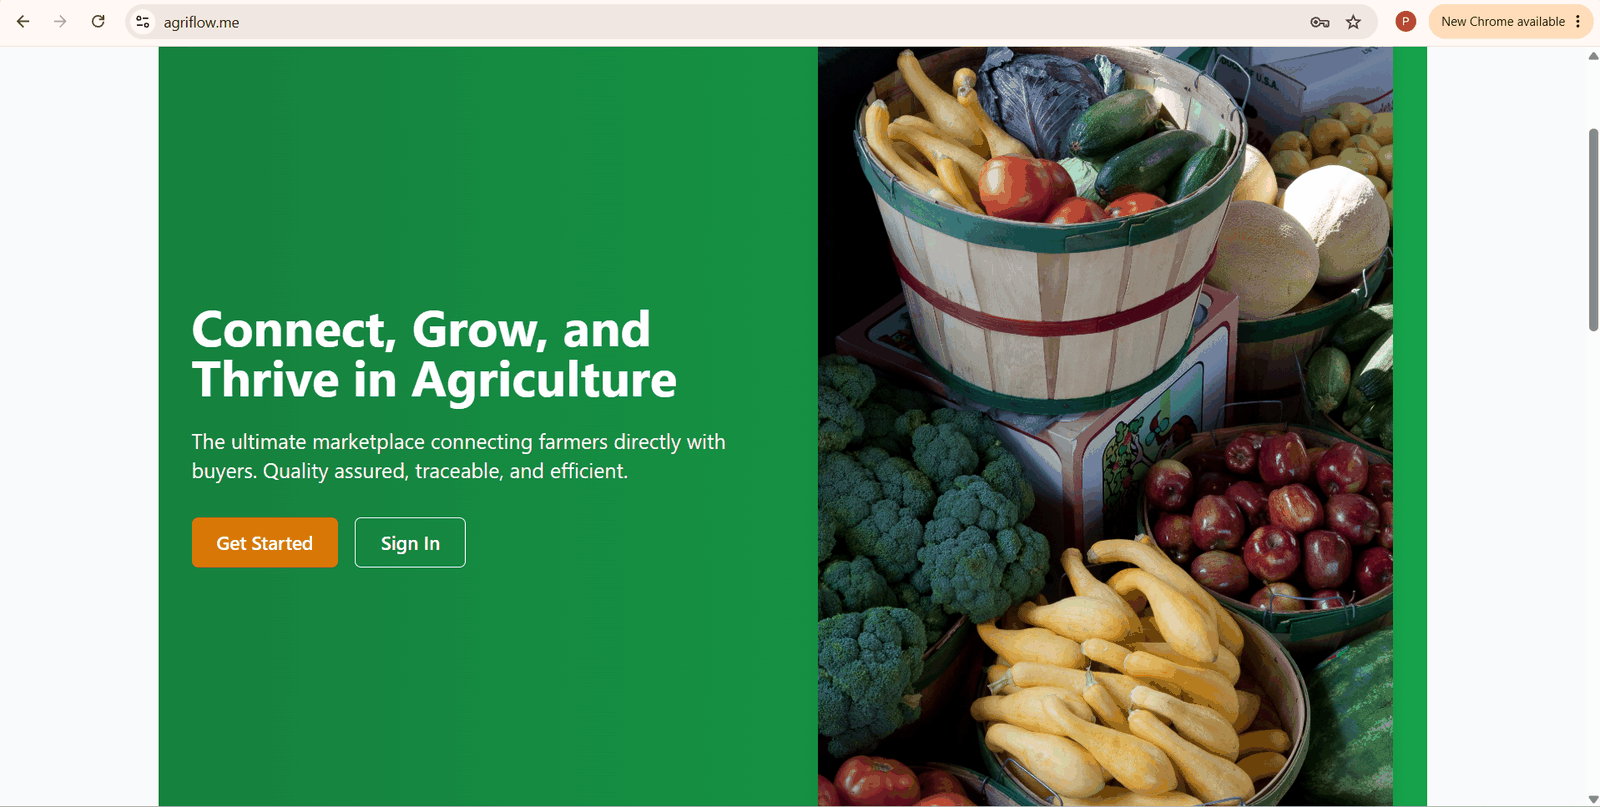 agriflow.me
P
New Chrome available
U.S.A.
Connect, Grow, and
Thrive in Agriculture
The ultimate marketplace connecting farmers directly with
buyers. Quality assured, traceable, and efficient.
Get Started
Sign In